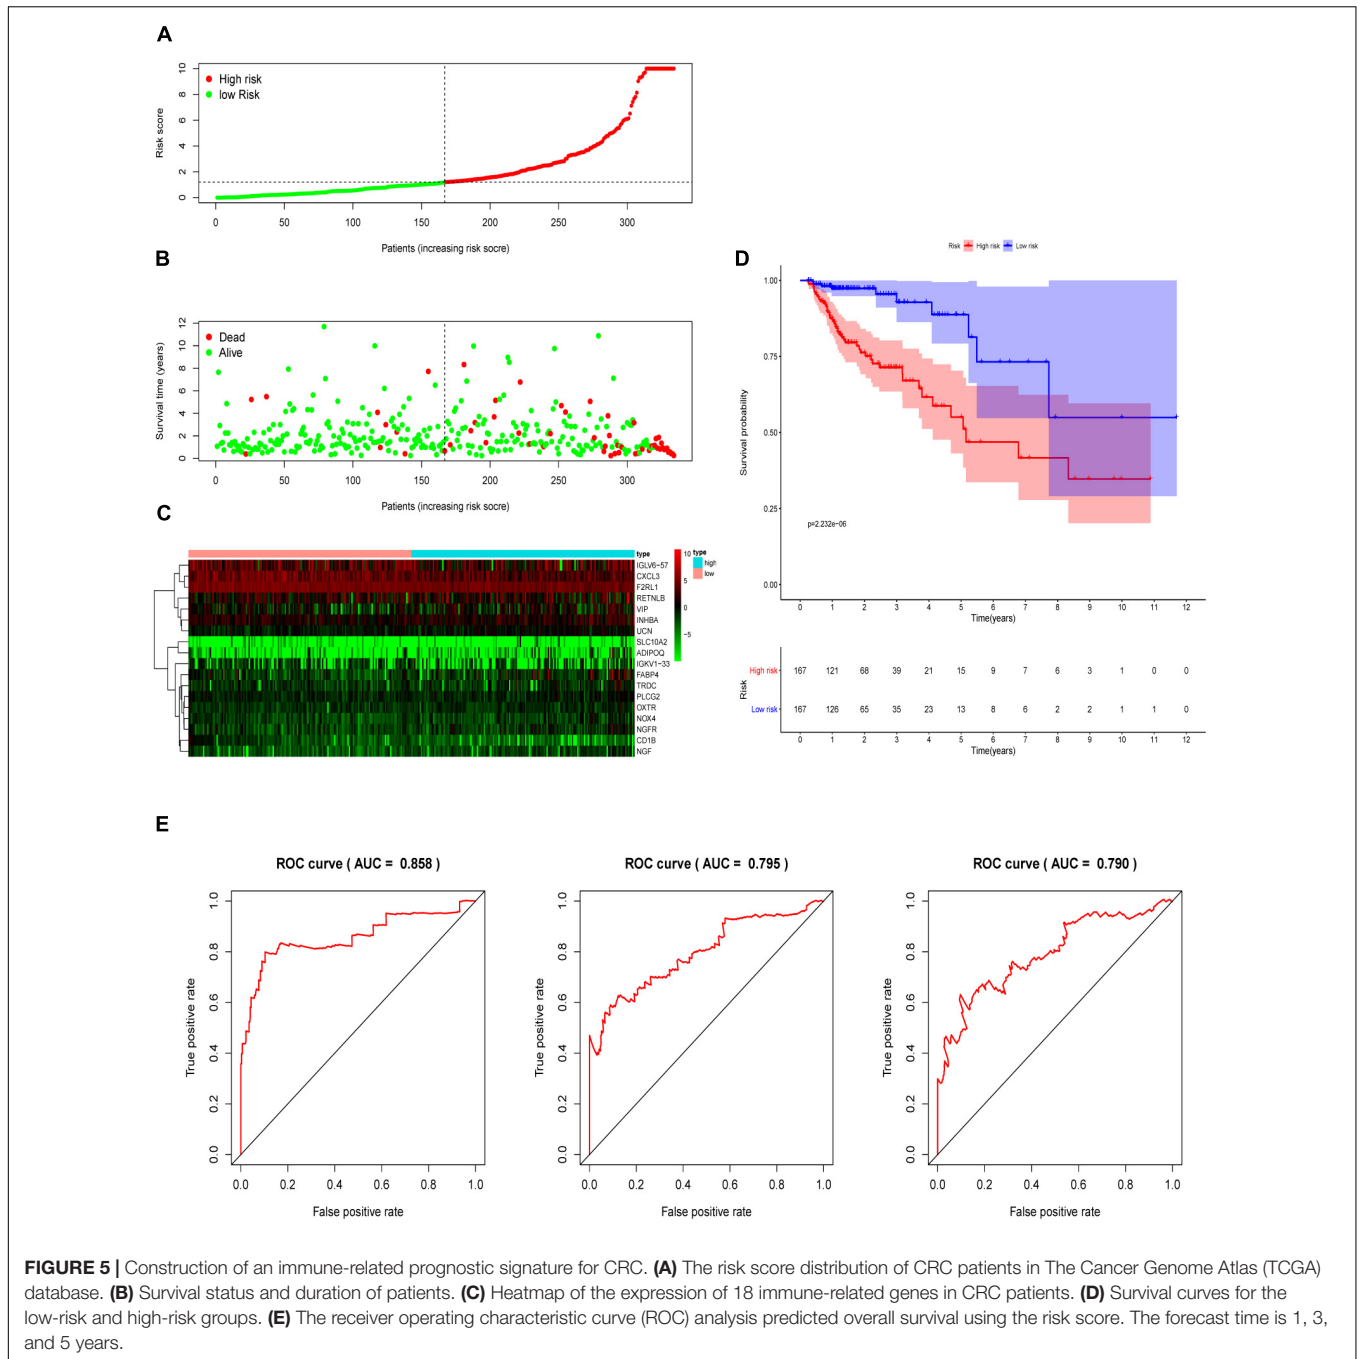 A
High risk
low Risk
Risk score
0 2 4 6 8 10
0 50 100 150 200 250 300
Patients (increasing risk socre)
B
Dead
Alive
Survival time (years)
0 2 4 6 8 10 12
0 50 100 150 200 250 300
Patients (increasing risk socre)
C
type
IGLV6-57
CXCL3
F2RL1
RETNLB
VIP
INHBA
UCN
SLC10A2
ADIPOQ
IGKV1-33
FABP4
TRDC
PLCG2
OXTR
NOX4
NGFR
CD1B
NGF
10
5
0
-5
type
high
low
D
Risk High risk Low risk
Survival probability
1.00
0.75
0.50
0.25
0.00
p=2.232e-06
0 1 2 3 4 5 6 7 8 9 10 11 12
Time(years)
Risk
High risk 167 121 68 39 21 15 9 7 6 3 1 0 0
Low risk 167 126 65 35 23 13 8 6 2 2 1 1 0
0 1 2 3 4 5 6 7 8 9 10 11 12
Time(years)
E
ROC curve ( AUC = 0.858 )
True positive rate
0.0 0.2 0.4 0.6 0.8 1.0
0.0 0.2 0.4 0.6 0.8 1.0
False positive rate
ROC curve ( AUC = 0.795 )
True positive rate
0.0 0.2 0.4 0.6 0.8 1.0
0.0 0.2 0.4 0.6 0.8 1.0
False positive rate
ROC curve ( AUC = 0.790 )
True positive rate
0.0 0.2 0.4 0.6 0.8 1.0
0.0 0.2 0.4 0.6 0.8 1.0
False positive rate
FIGURE 5 | Construction of an immune-related prognostic signature for CRC. (A) The risk score distribution of CRC patients in The Cancer Genome Atlas (TCGA)
database. (B) Survival status and duration of patients. (C) Heatmap of the expression of 18 immune-related genes in CRC patients. (D) Survival curves for the
low-risk and high-risk groups. (E) The receiver operating characteristic curve (ROC) analysis predicted overall survival using the risk score. The forecast time is 1, 3,
and 5 years.